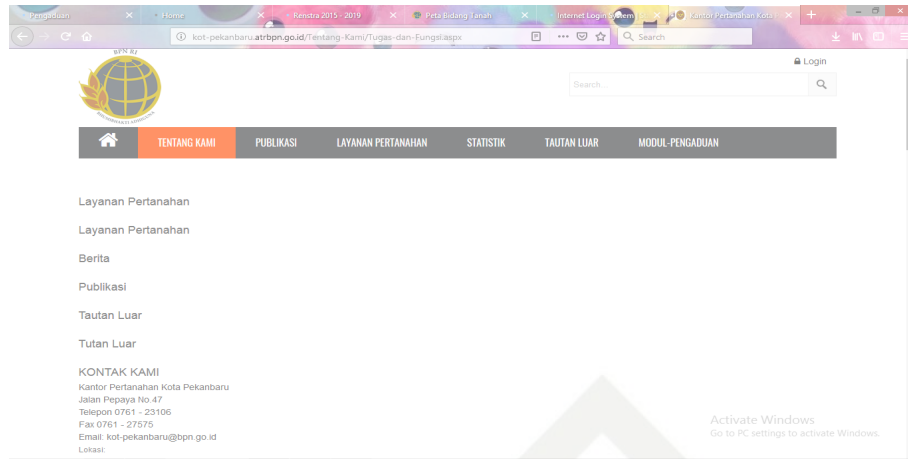 Pengaduan
Home
Renstra 2015 - 2019
Peta Bidang Tanah
Internet Login System
Kantor Pertanahan Kota
kot-pekanbaru.atrbpn.go.id/Tentang-Kami/Tugas-dan-Fungsi.aspx
Search
BPN RI
Login
Search...
TENTANG KAMI
PUBLIKASI
LAYANAN PERTANAHAN
STATISTIK
TAUTAN LUAR
MODUL-PENGADUAN
Layanan Pertanahan
Layanan Pertanahan
Berita
Publikasi
Tautan Luar
Tutan Luar
KONTAK KAMI
Kantor Pertanahan Kota Pekanbaru
Jalan Pepaya No.47
Telepon 0761 - 23106
Fax 0761 - 27575
Email: kot-pekanbaru@bpn.go.id
Lokasi:
Activate Windows
Go to PC settings to activate Windows.